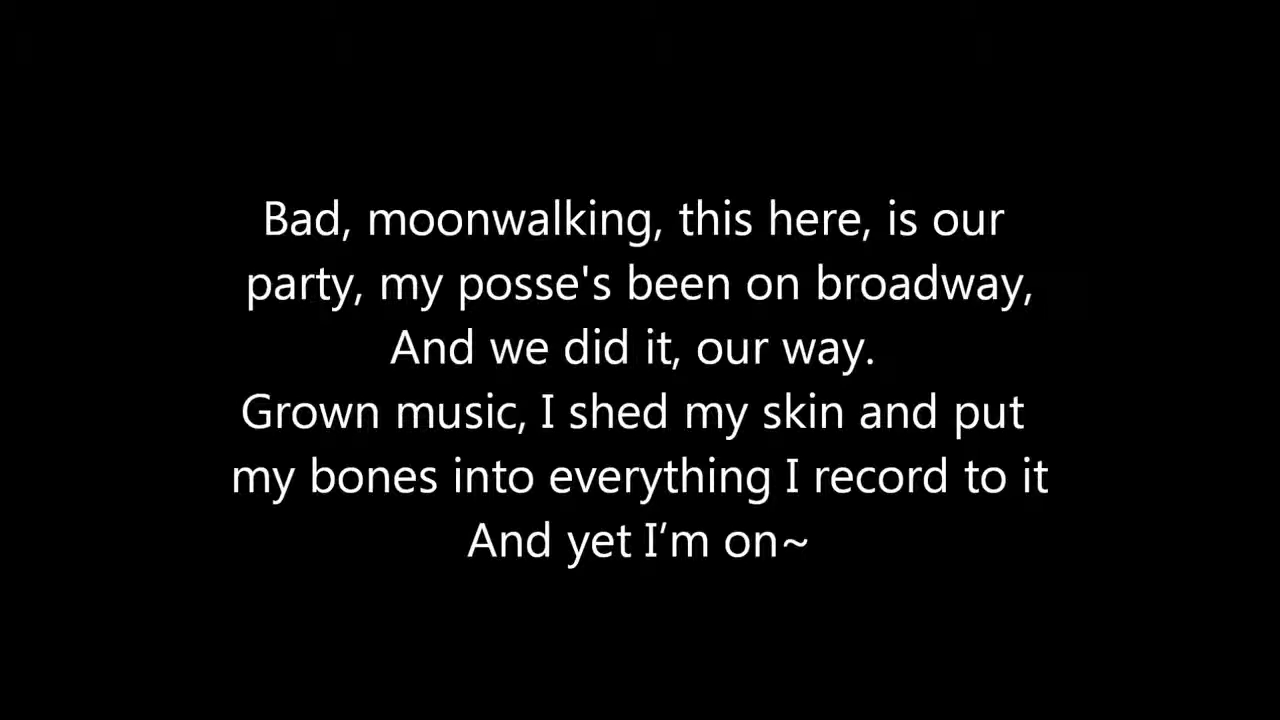 Bad, moonwalking, this here, is our
party, my posse's been on broadway,
And we did it, our way.
Grown music, I shed my skin and put
my bones into everything I record to it
And yet I’m on~